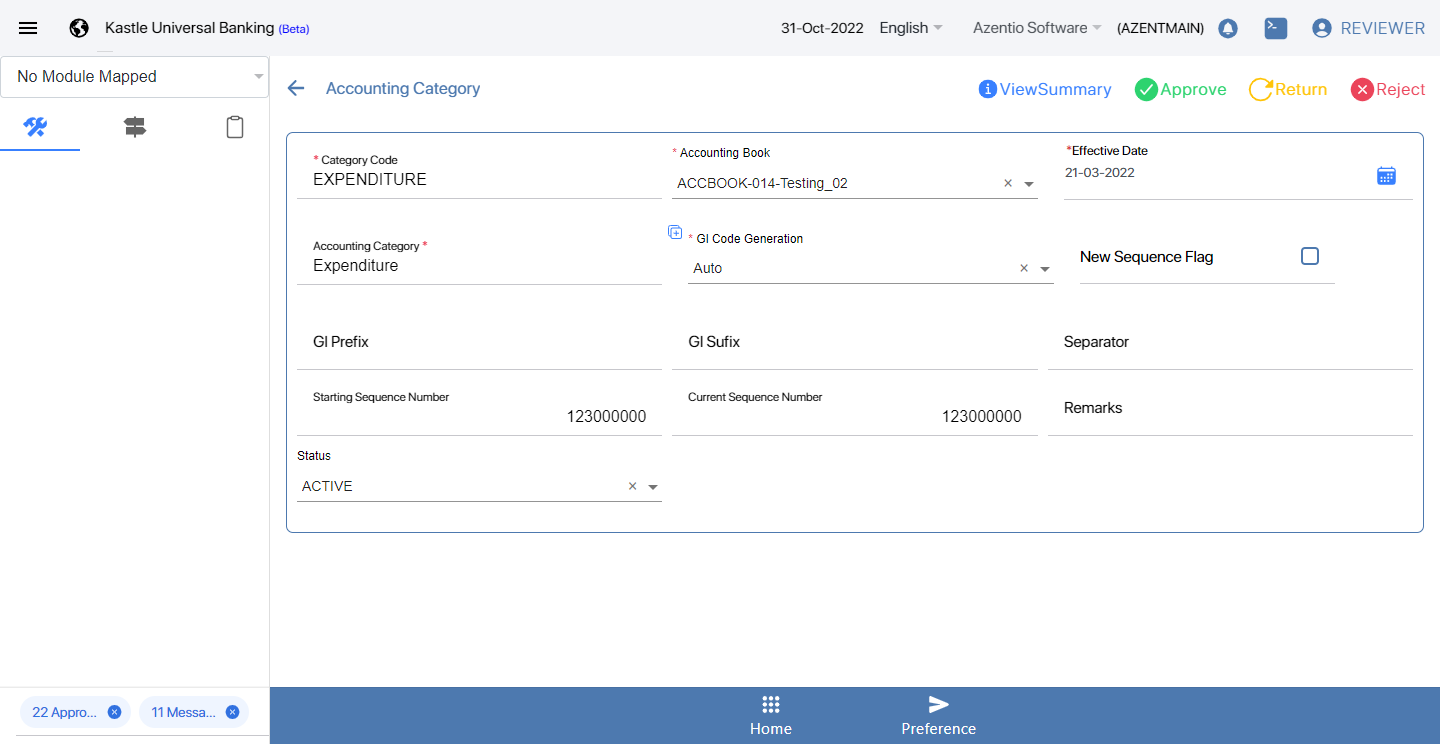 Kastle Universal Banking (Beta)
31-Oct-2022
English
Azentio Software
(AZENTMAIN)
REVIEWER
No Module Mapped
Accounting Category
ViewSummary
Approve
Return
Reject
* Category Code
EXPENDITURE
* Accounting Book
ACCBOOK-014-Testing_02
*Effective Date
21-03-2022
Accounting Category *
Expenditure
* GI Code Generation
Auto
New Sequence Flag
GI Prefix
GI Sufix
Separator
Starting Sequence Number
123000000
Current Sequence Number
123000000
Remarks
Status
ACTIVE
22 Appro...
11 Messa...
Home
Preference